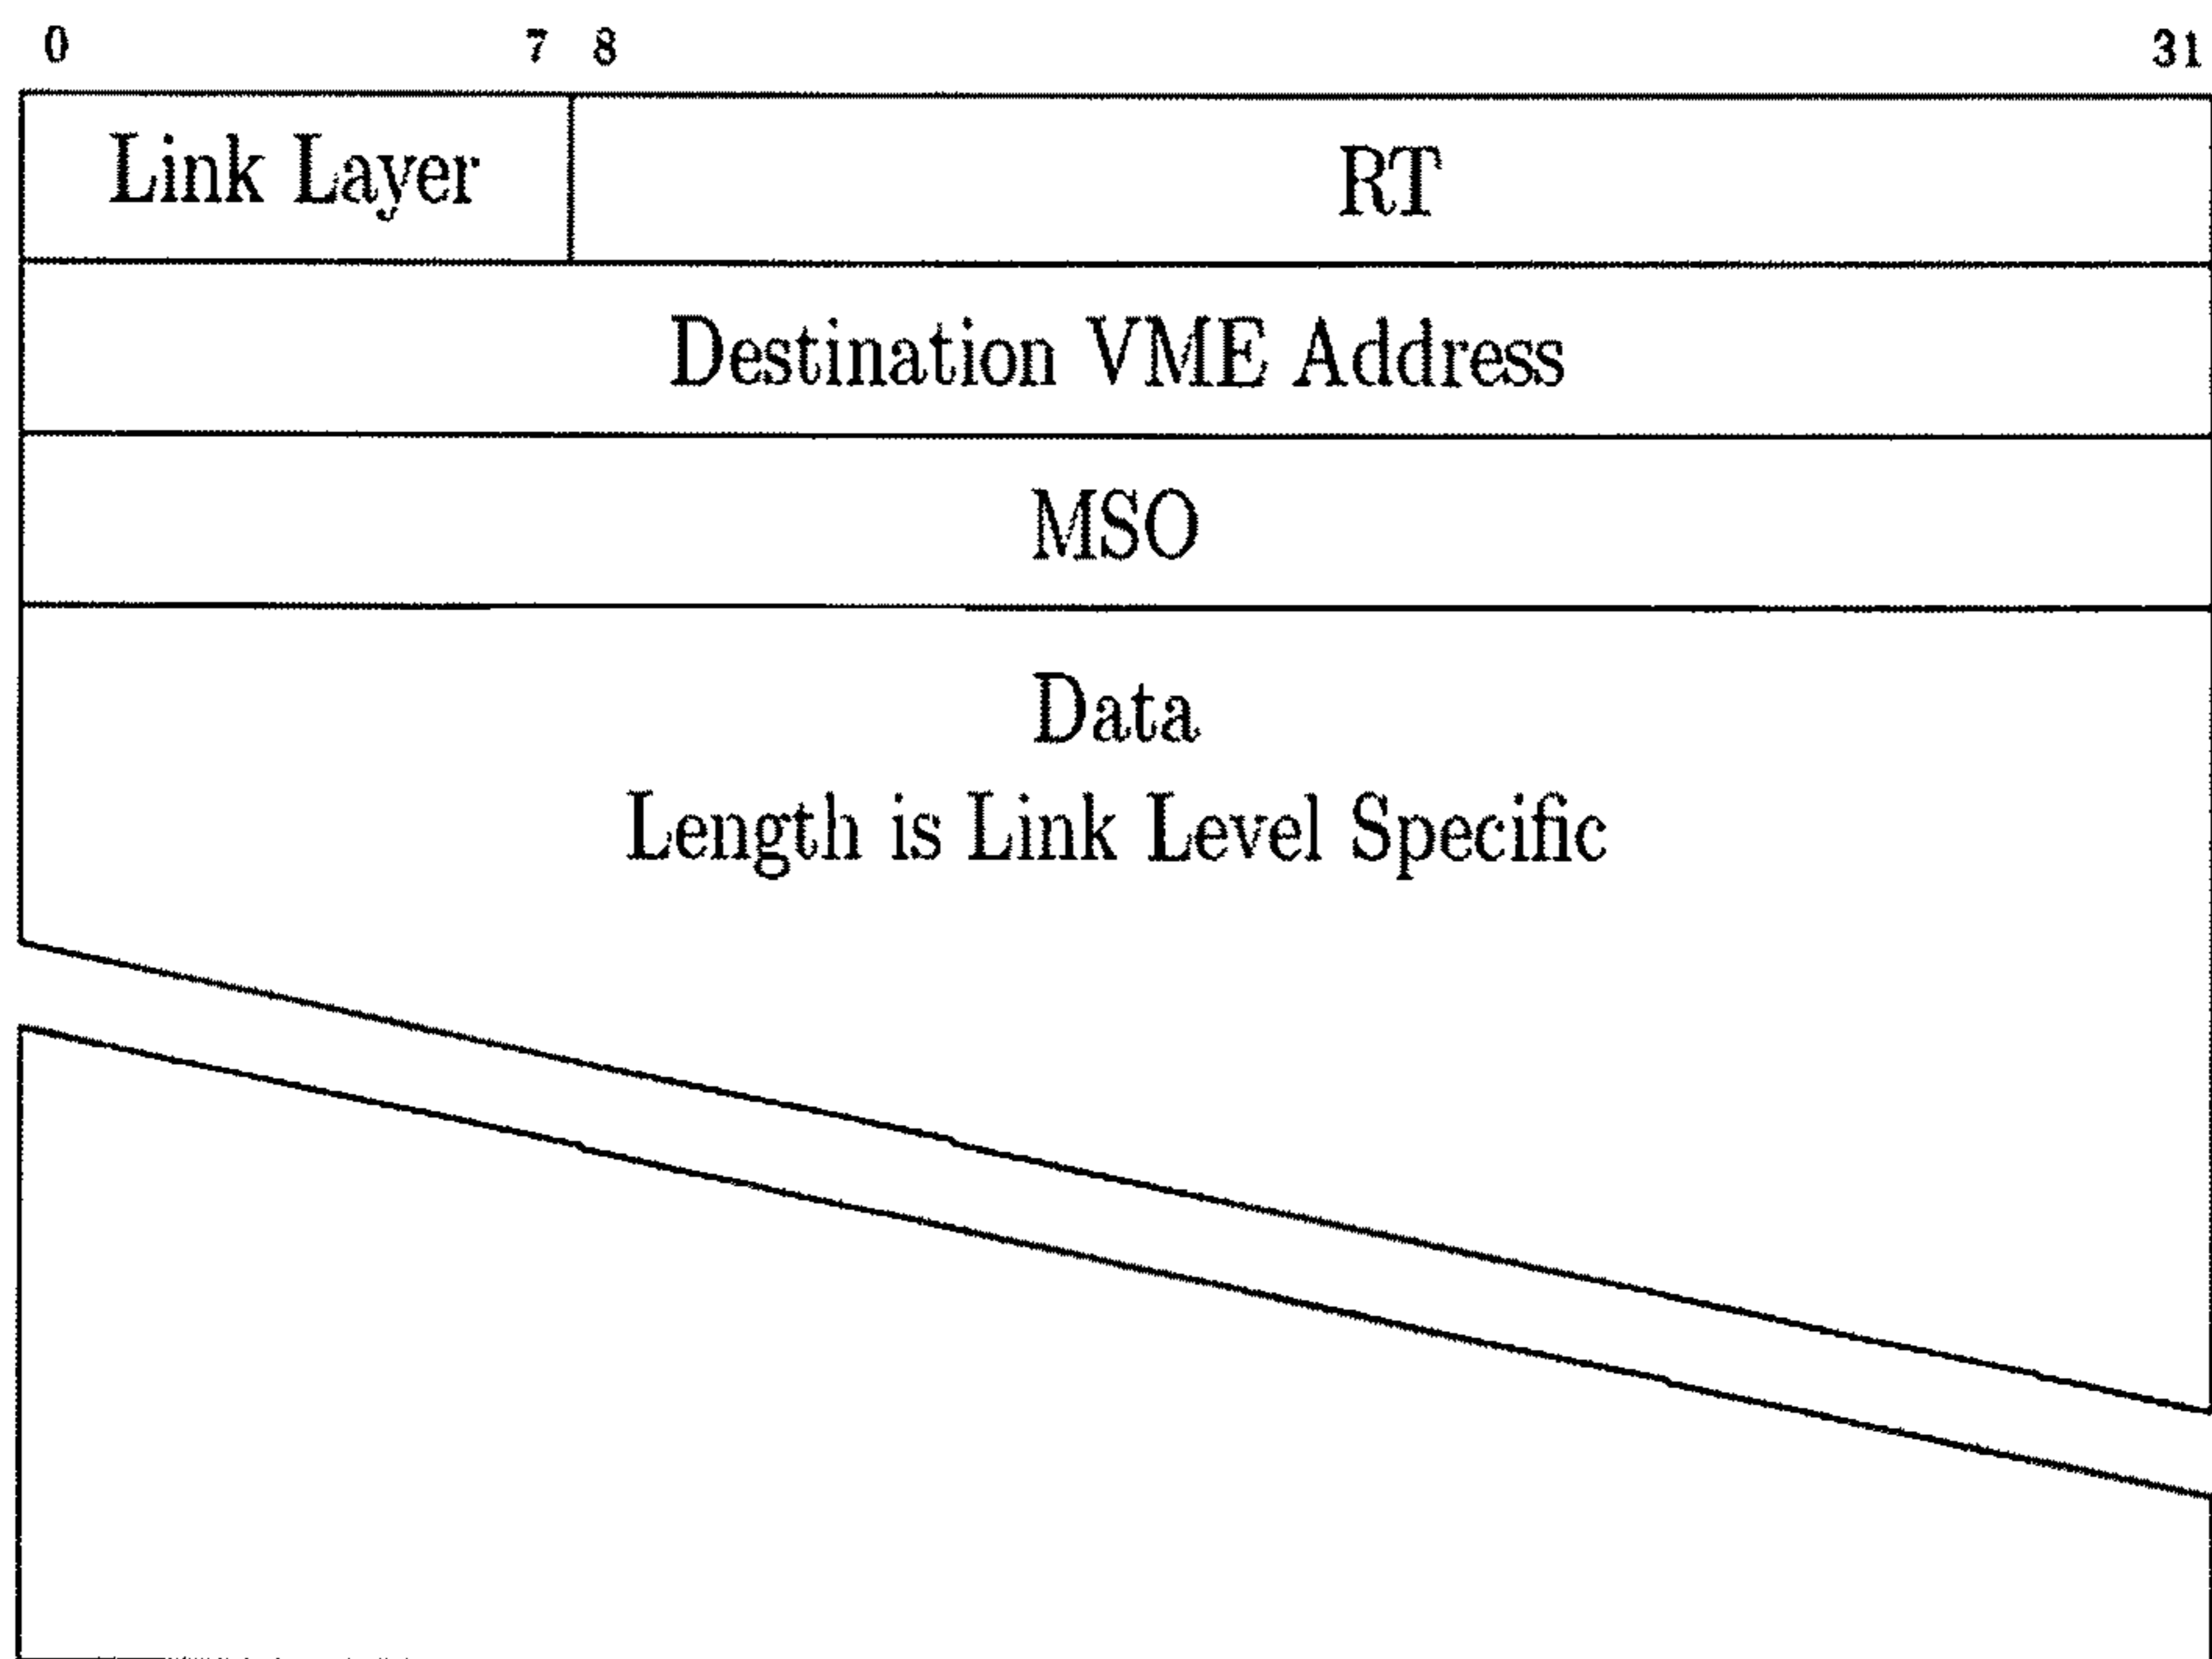 0 7 8 31
Link Layer RT
Destination VME Address
MSO
Data
Length is Link Level Specific